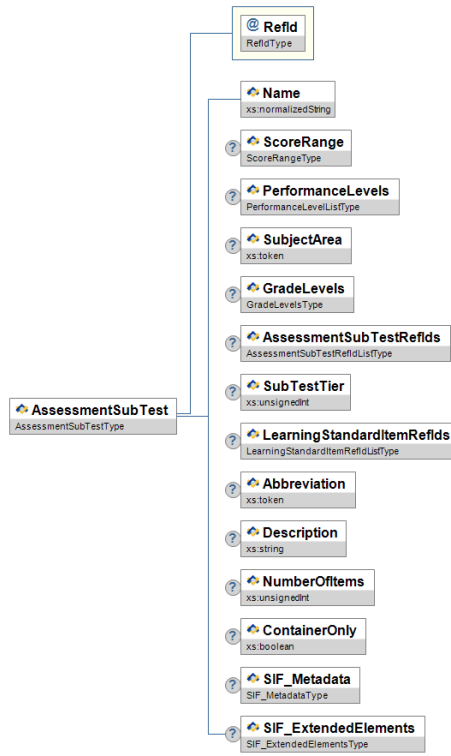 @ RefId
RefIdType
Name
xs:normalizedString
? ScoreRange
ScoreRangeType
? PerformanceLevels
PerformanceLevelListType
? SubjectArea
xs:token
? GradeLevels
GradeLevelsType
? AssessmentSubTestRefIds
AssessmentSubTestRefIdListType
? SubTestTier
xs:unsignedInt
AssessmentSubTest
AssessmentSubTestType
? LearningStandardItemRefIds
LearningStandardItemRefIdListType
? Abbreviation
xs:token
? Description
xs:string
? NumberOfItems
xs:unsignedInt
? ContainerOnly
xs:boolean
? SIF_Metadata
SIF_MetadataType
? SIF_ExtendedElements
SIF_ExtendedElementsType